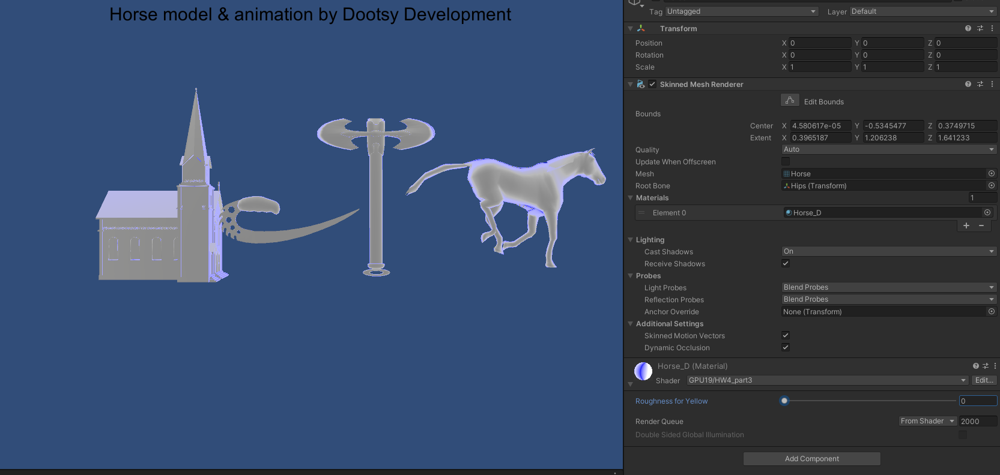 Horse model & animation by Dootsy Development
Tag Untagged Layer Default
Transform
Position X 0 Y 0 Z 0
Rotation X 0 Y 0 Z 0
Scale X 1 Y 1 Z 1
Skinned Mesh Renderer
Edit Bounds
Bounds
Center X 4.580617e-05 Y -0.5345477 Z 0.3749715
Extent X 0.3965187 Y 1.206238 Z 1.641233
Quality Auto
Update When Offscreen
Mesh Horse
Root Bone Hips (Transform)
Materials 1
Element 0 Horse_D
+ −
Lighting
Cast Shadows On
Receive Shadows
Probes
Light Probes Blend Probes
Reflection Probes Blend Probes
Anchor Override None (Transform)
Additional Settings
Skinned Motion Vectors
Dynamic Occlusion
Horse_D (Material)
Shader GPU19/HW4_part3 Edit...
Roughness for Yellow 0
Render Queue From Shader 2000
Double Sided Global Illumination
Add Component